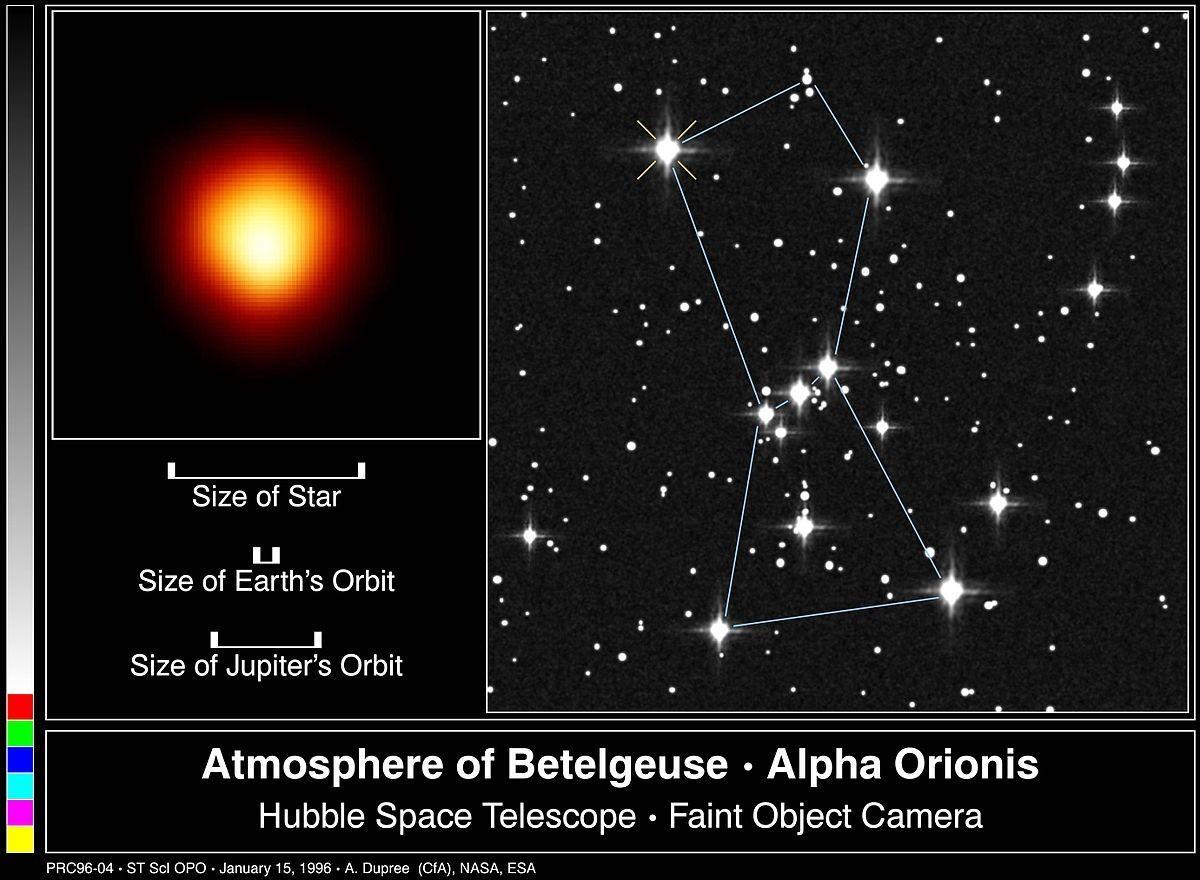 Size of Star
Size of Earth's Orbit
Size of Jupiter's Orbit
Atmosphere of Betelgeuse · Alpha Orionis
Hubble Space Telescope · Faint Object Camera
PRC96-04 · ST ScI OPO · January 15, 1996 · A. Dupree (CfA), NASA, ESA